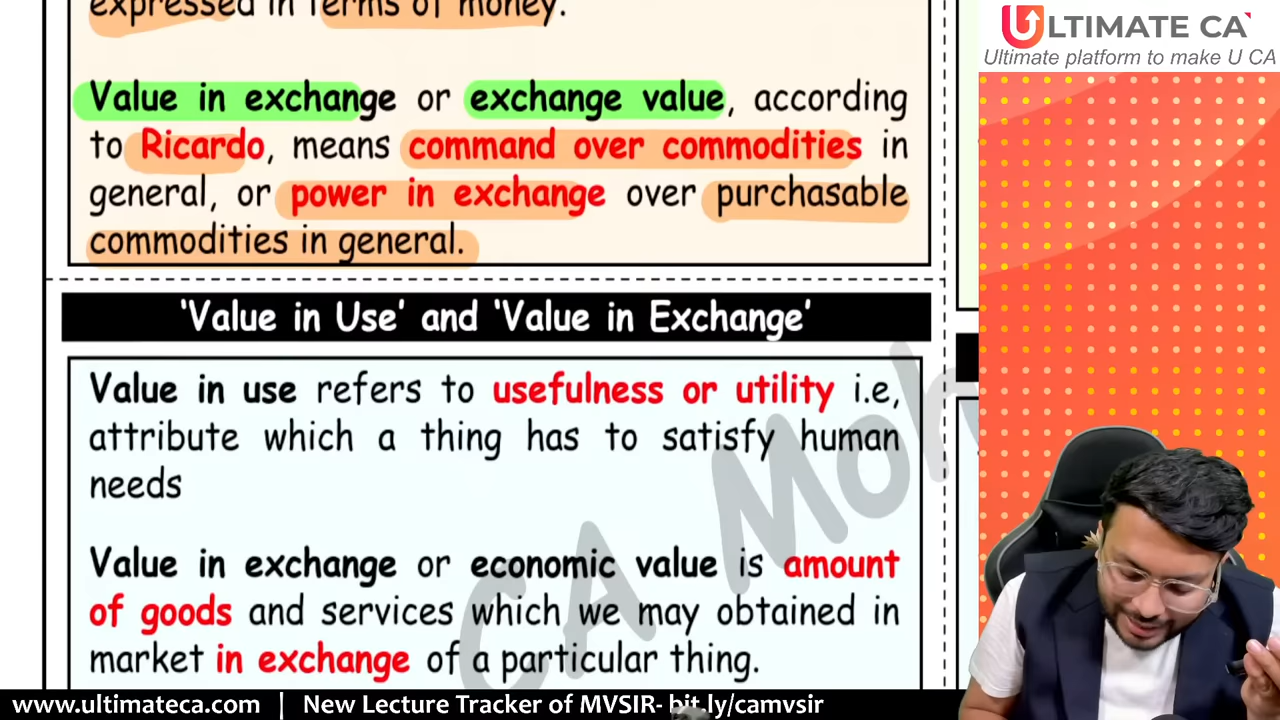 expressed in terms of money.
Value in exchange or exchange value, according
to Ricardo, means command over commodities in
general, or power in exchange over purchasable
commodities in general.
'Value in Use' and 'Value in Exchange'
Value in use refers to usefulness or utility i.e,
attribute which a thing has to satisfy human
needs
Value in exchange or economic value is amount
of goods and services which we may obtained in
market in exchange of a particular thing.
CA Moh
ULTIMATE CA
Ultimate platform to make U CA
www.ultimateca.com | New Lecture Tracker of MVSIR- bit.ly/camvsir